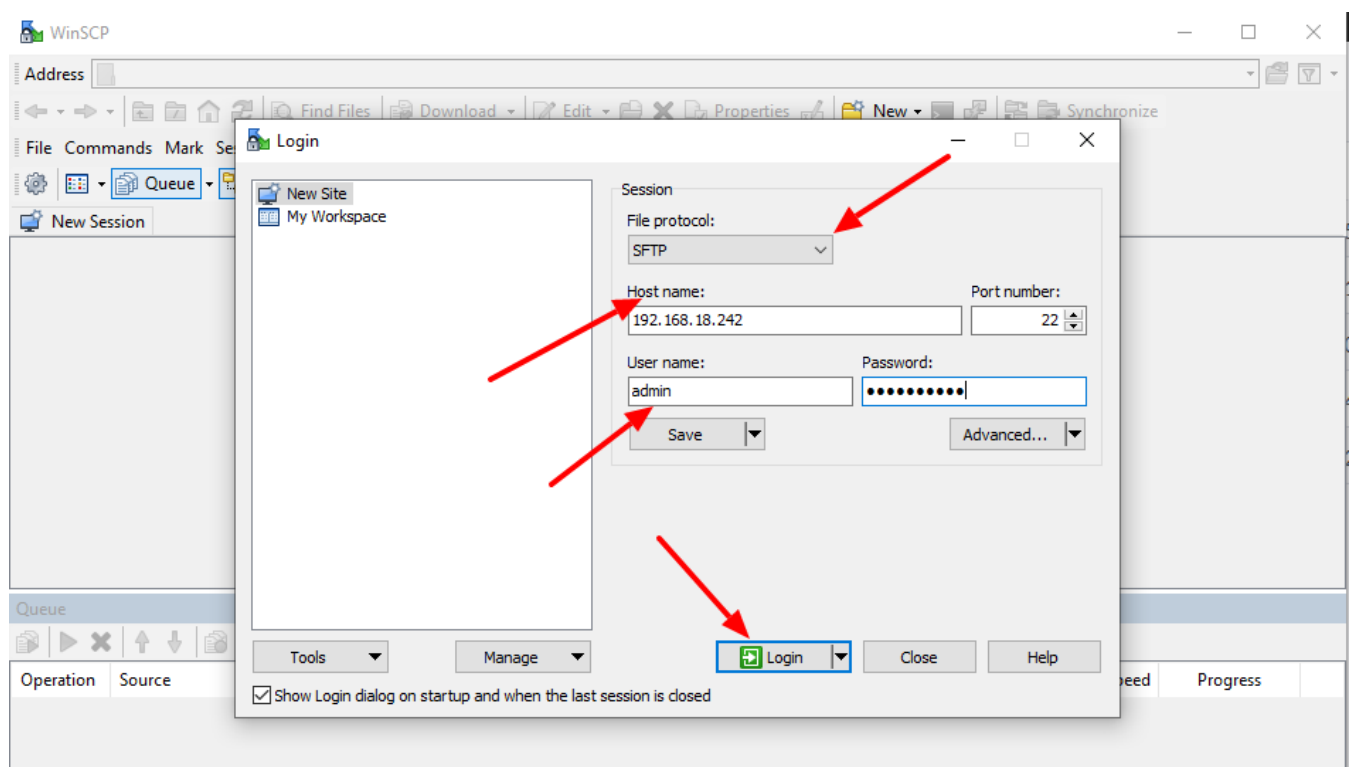 WinSCP
Address
Find Files Download Edit Properties New Synchronize
Login
File Commands Mark
Queue
New Session
New Site
My Workspace
Session
File protocol:
SFTP
Host name: Port number:
192.168.18.242 22
User name: Password:
admin ••••••••••
Save Advanced...
Queue
Tools Manage Login Close Help
Operation Source Progress
Show Login dialog on startup and when the last session is closed